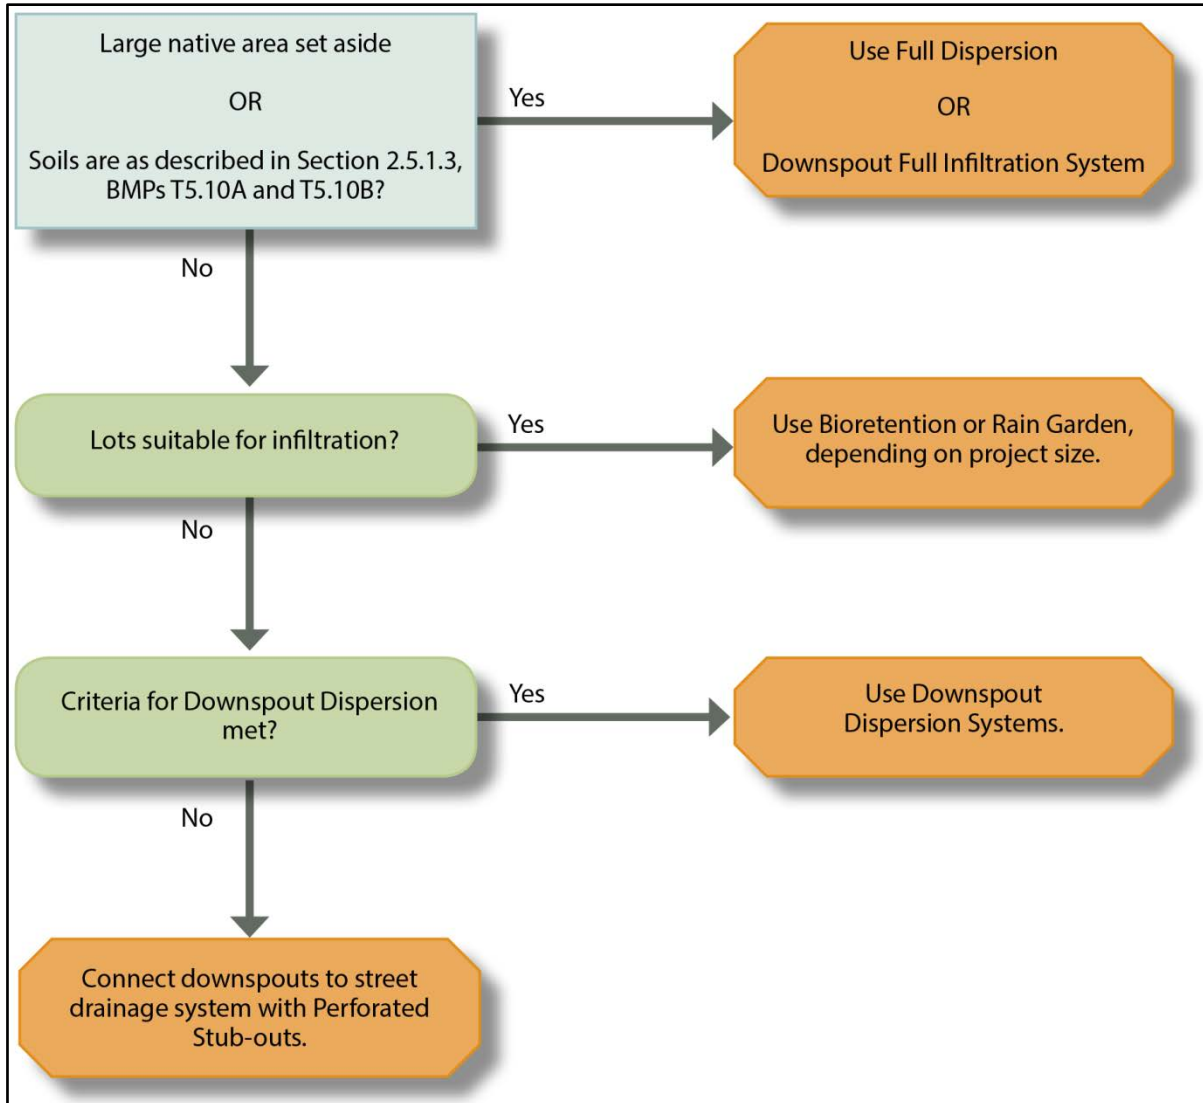 Large native area set aside
OR
Soils are as described in Section 2.5.1.3,
BMPs T5.10A and T5.10B?
Yes
Use Full Dispersion
OR
Downspout Full Infiltration System
No
Lots suitable for infiltration?
Yes
Use Bioretention or Rain Garden,
depending on project size.
No
Criteria for Downspout Dispersion
met?
Yes
Use Downspout
Dispersion Systems.
No
Connect downspouts to street
drainage system with Perforated
Stub-outs.